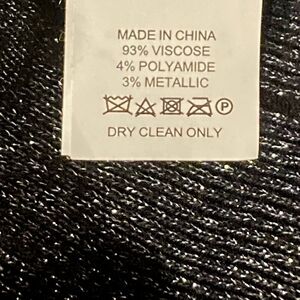 MADE IN CHINA
93% VISCOSE
4% POLYAMIDE
3% METALLIC
P
DRY CLEAN ONLY